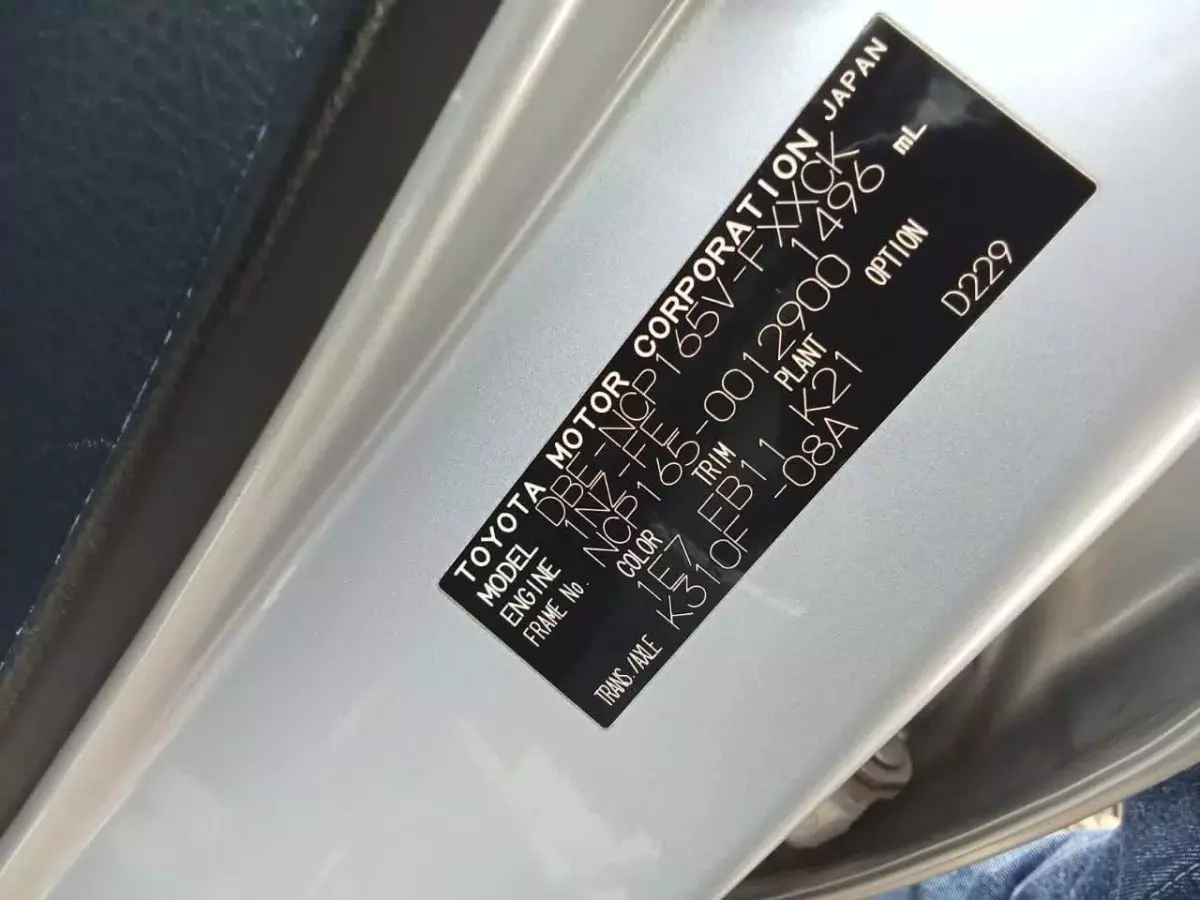 TOYOTA MOTOR CORPORATION JAPAN
MODEL DBE-NCP165V-FXXCK
ENGINE 1NZ-FE 1496 mL
FRAME No. NCP165-0012900
COLOR TRIM PLANT OPTION
1E7 FB11 K21 D229
TRANS./AXLE K310F -08A